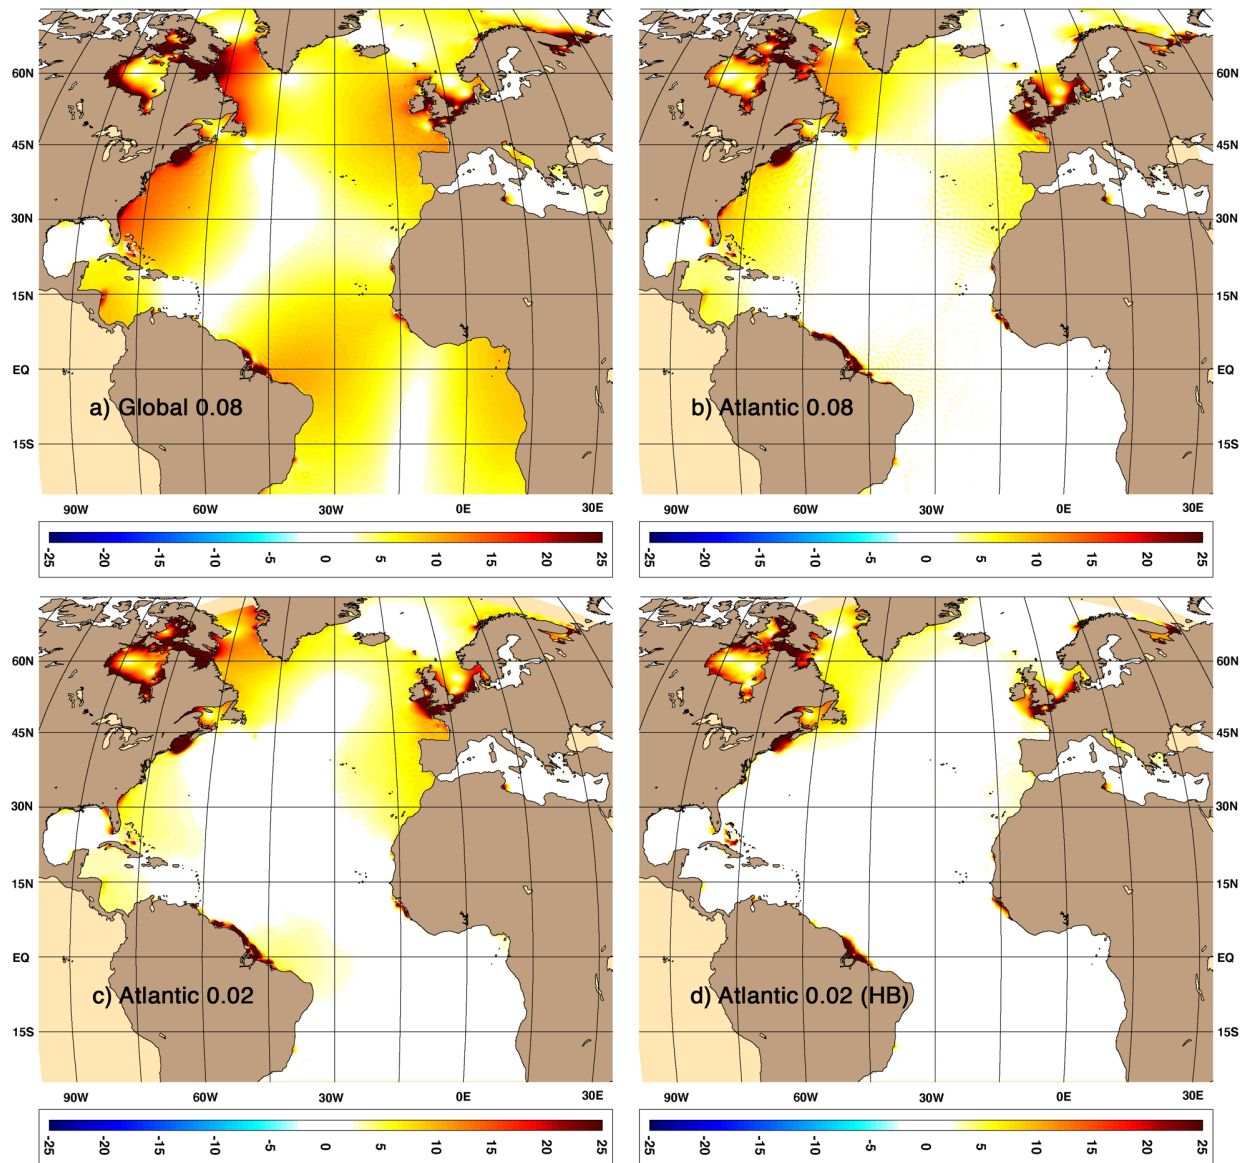 60N 60N
45N 45N
30N 30N
15N 15N
EQ EQ
a) Global 0.08 b) Atlantic 0.08
15S 15S
90W 60W 30W 0E 30E 90W 60W 30W 0E 30E
-25 -20 -15 -10 -5 0 5 10 15 20 25 -25 -20 -15 -10 -5 0 5 10 15 20 25
60N 60N
45N 45N
30N 30N
15N 15N
EQ EQ
c) Atlantic 0.02 d) Atlantic 0.02 (HB)
15S 15S
90W 60W 30W 0E 30E 90W 60W 30W 0E 30E
-25 -20 -15 -10 -5 0 5 10 15 20 25 -25 -20 -15 -10 -5 0 5 10 15 20 25